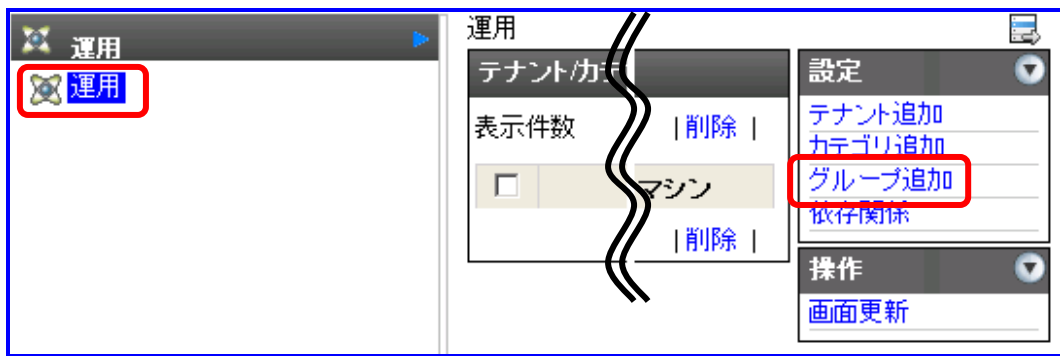 運用
運用
運用
テナント/カテ
表示件数 |削除 |
マシン
|削除 |
設定
テナント追加
カテゴリ追加
グループ追加
依存関係
操作
画面更新